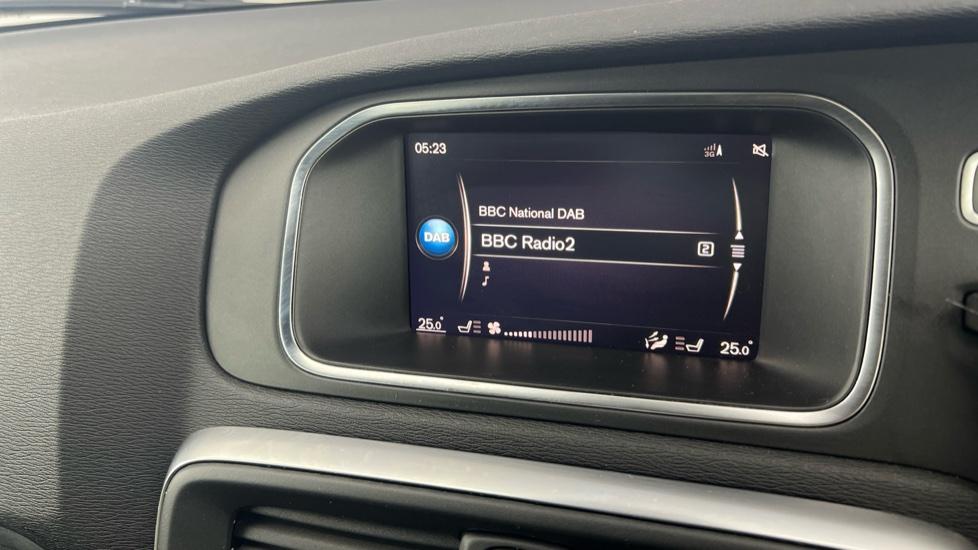 05:23
3G
BBC National DAB
DAB
BBC Radio2
2
25.0°
25.0°